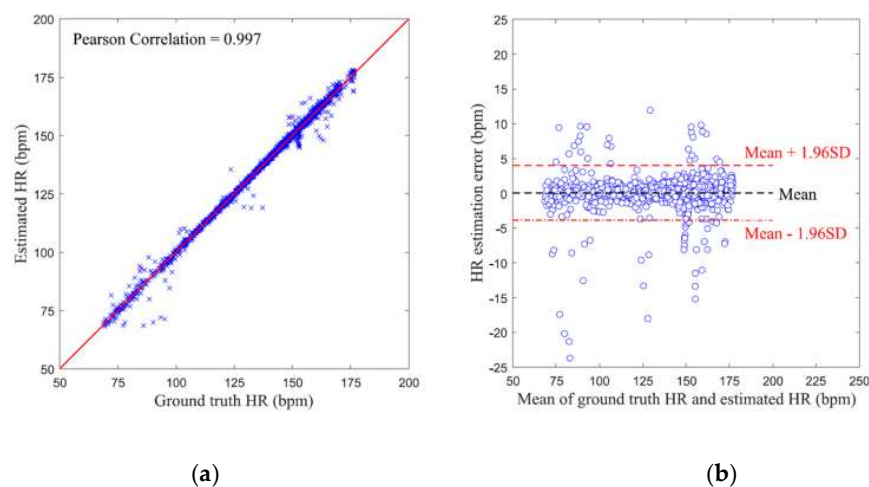 200
175
150
125
100
75
50
Estimated HR (bpm)
Pearson Correlation = 0.997
50 75 100 125 150 175 200
Ground truth HR (bpm)
(a)
25
20
15
10
5
0
-5
-10
-15
-20
-25
HR estimation error (bpm)
Mean + 1.96SD
Mean
Mean - 1.96SD
50 75 100 125 150 175 200 225 250
Mean of ground truth HR and estimated HR (bpm)
(b)